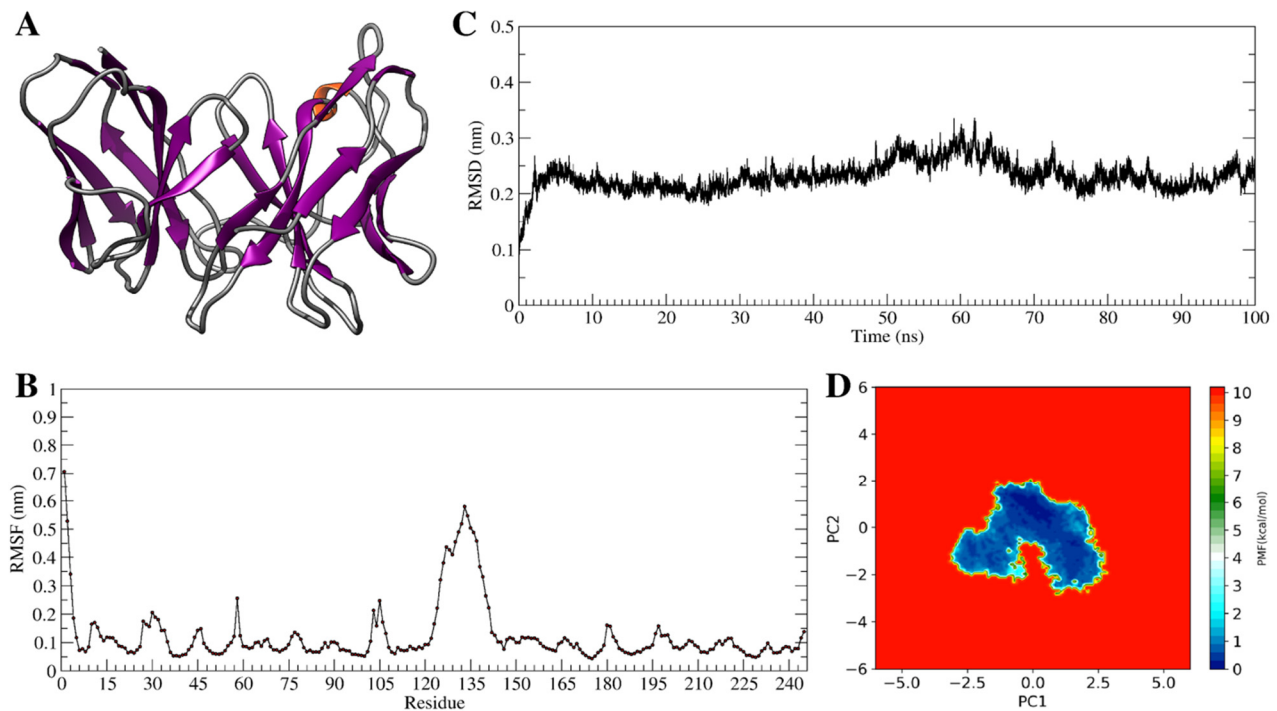 A
C
0.5
0.4
0.3
0.2
0.1
0
RMSD (nm)
0 10 20 30 40 50 60 70 80 90 100
Time (ns)
B
1
0.9
0.8
0.7
0.6
0.5
0.4
0.3
0.2
0.1
0
RMSF (nm)
0 15 30 45 60 75 90 105 120 135 150 165 180 195 210 225 240
Residue
D
6
4
2
0
−2
−4
−6
PC2
−5.0 −2.5 0.0 2.5 5.0
PC1
10
9
8
7
6
5
4
3
2
1
0
PMF(kcal/mol)